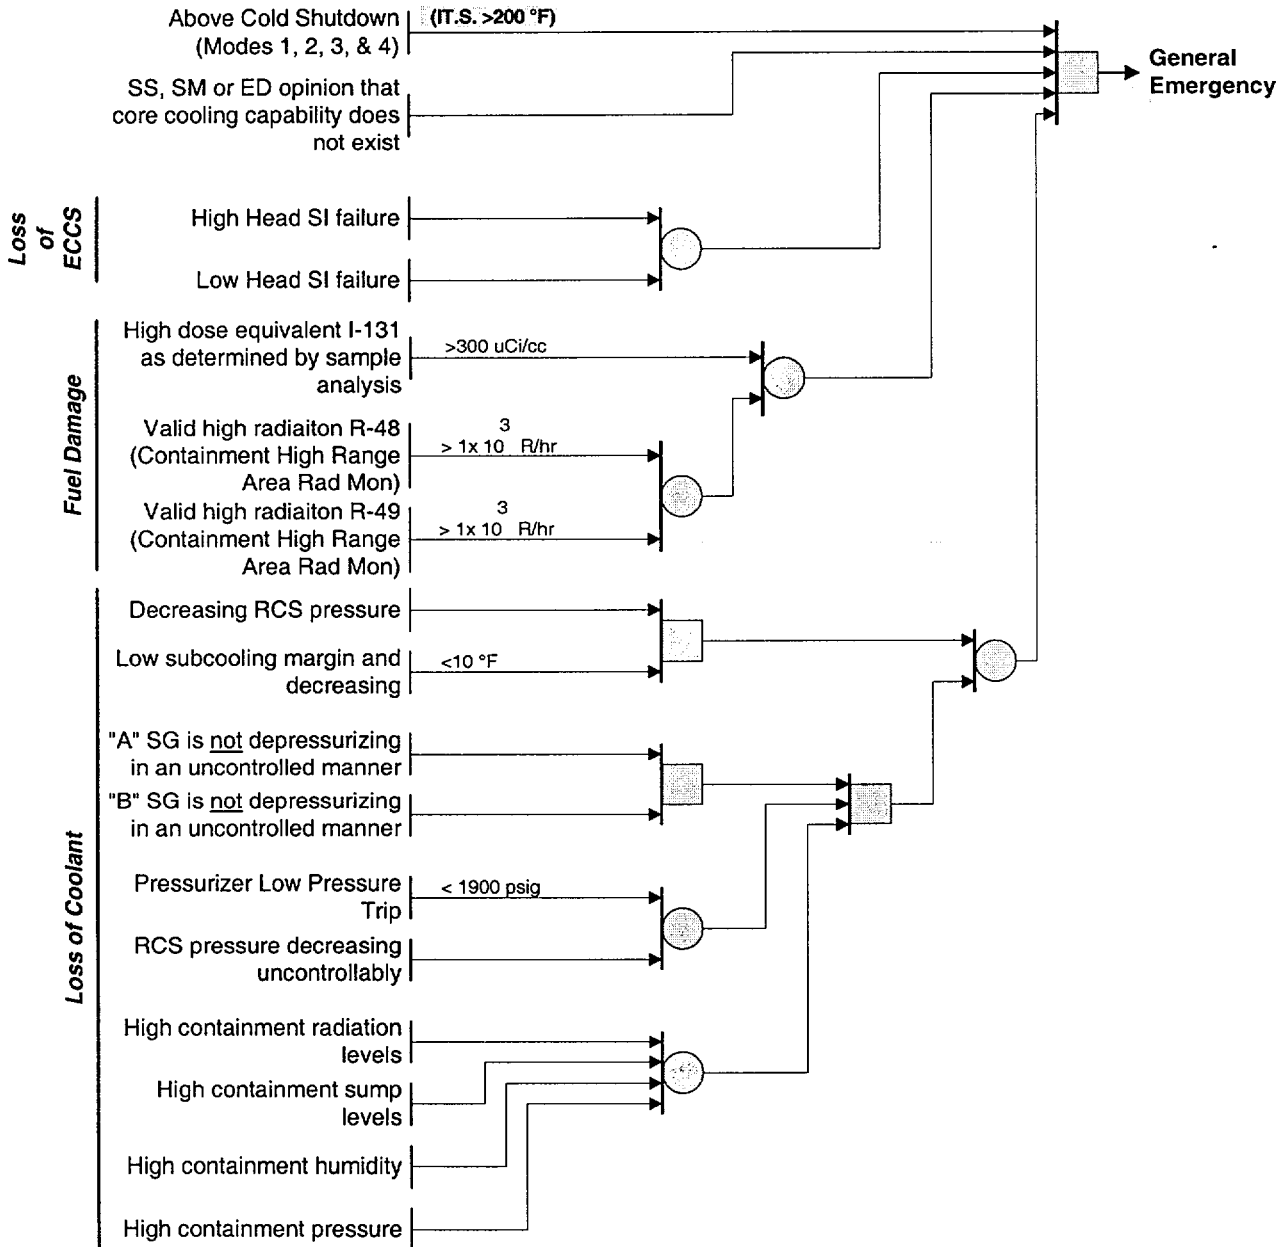 Above Cold Shutdown
(Modes 1, 2, 3, & 4)
(IT.S. >200 °F)
General
Emergency
SS, SM or ED opinion that
core cooling capability does
not exist
Loss
of
ECCS
High Head SI failure
Low Head SI failure
Fuel Damage
High dose equivalent I-131
as determined by sample
analysis
>300 uCi/cc
Valid high radiaiton R-48
(Containment High Range
Area Rad Mon)
3
> 1x 10 R/hr
Valid high radiaiton R-49
(Containment High Range
Area Rad Mon)
3
> 1x 10 R/hr
Loss of Coolant
Decreasing RCS pressure
Low subcooling margin and
decreasing
<10 °F
"A" SG is not depressurizing
in an uncontrolled manner
"B" SG is not depressurizing
in an uncontrolled manner
Pressurizer Low Pressure
Trip
< 1900 psig
RCS pressure decreasing
uncontrollably
High containment radiation
levels
High containment sump
levels
High containment humidity
High containment pressure